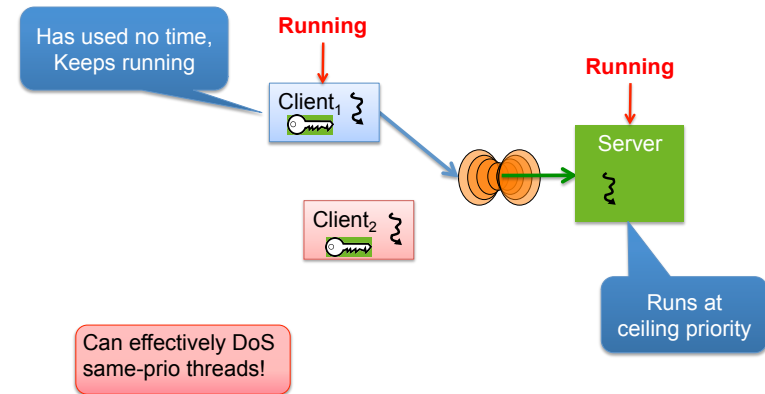 Has used no time,
Keeps running
Running
Running
Client₁
Server
Client₂
Runs at
ceiling priority
Can effectively DoS
same-prio threads!